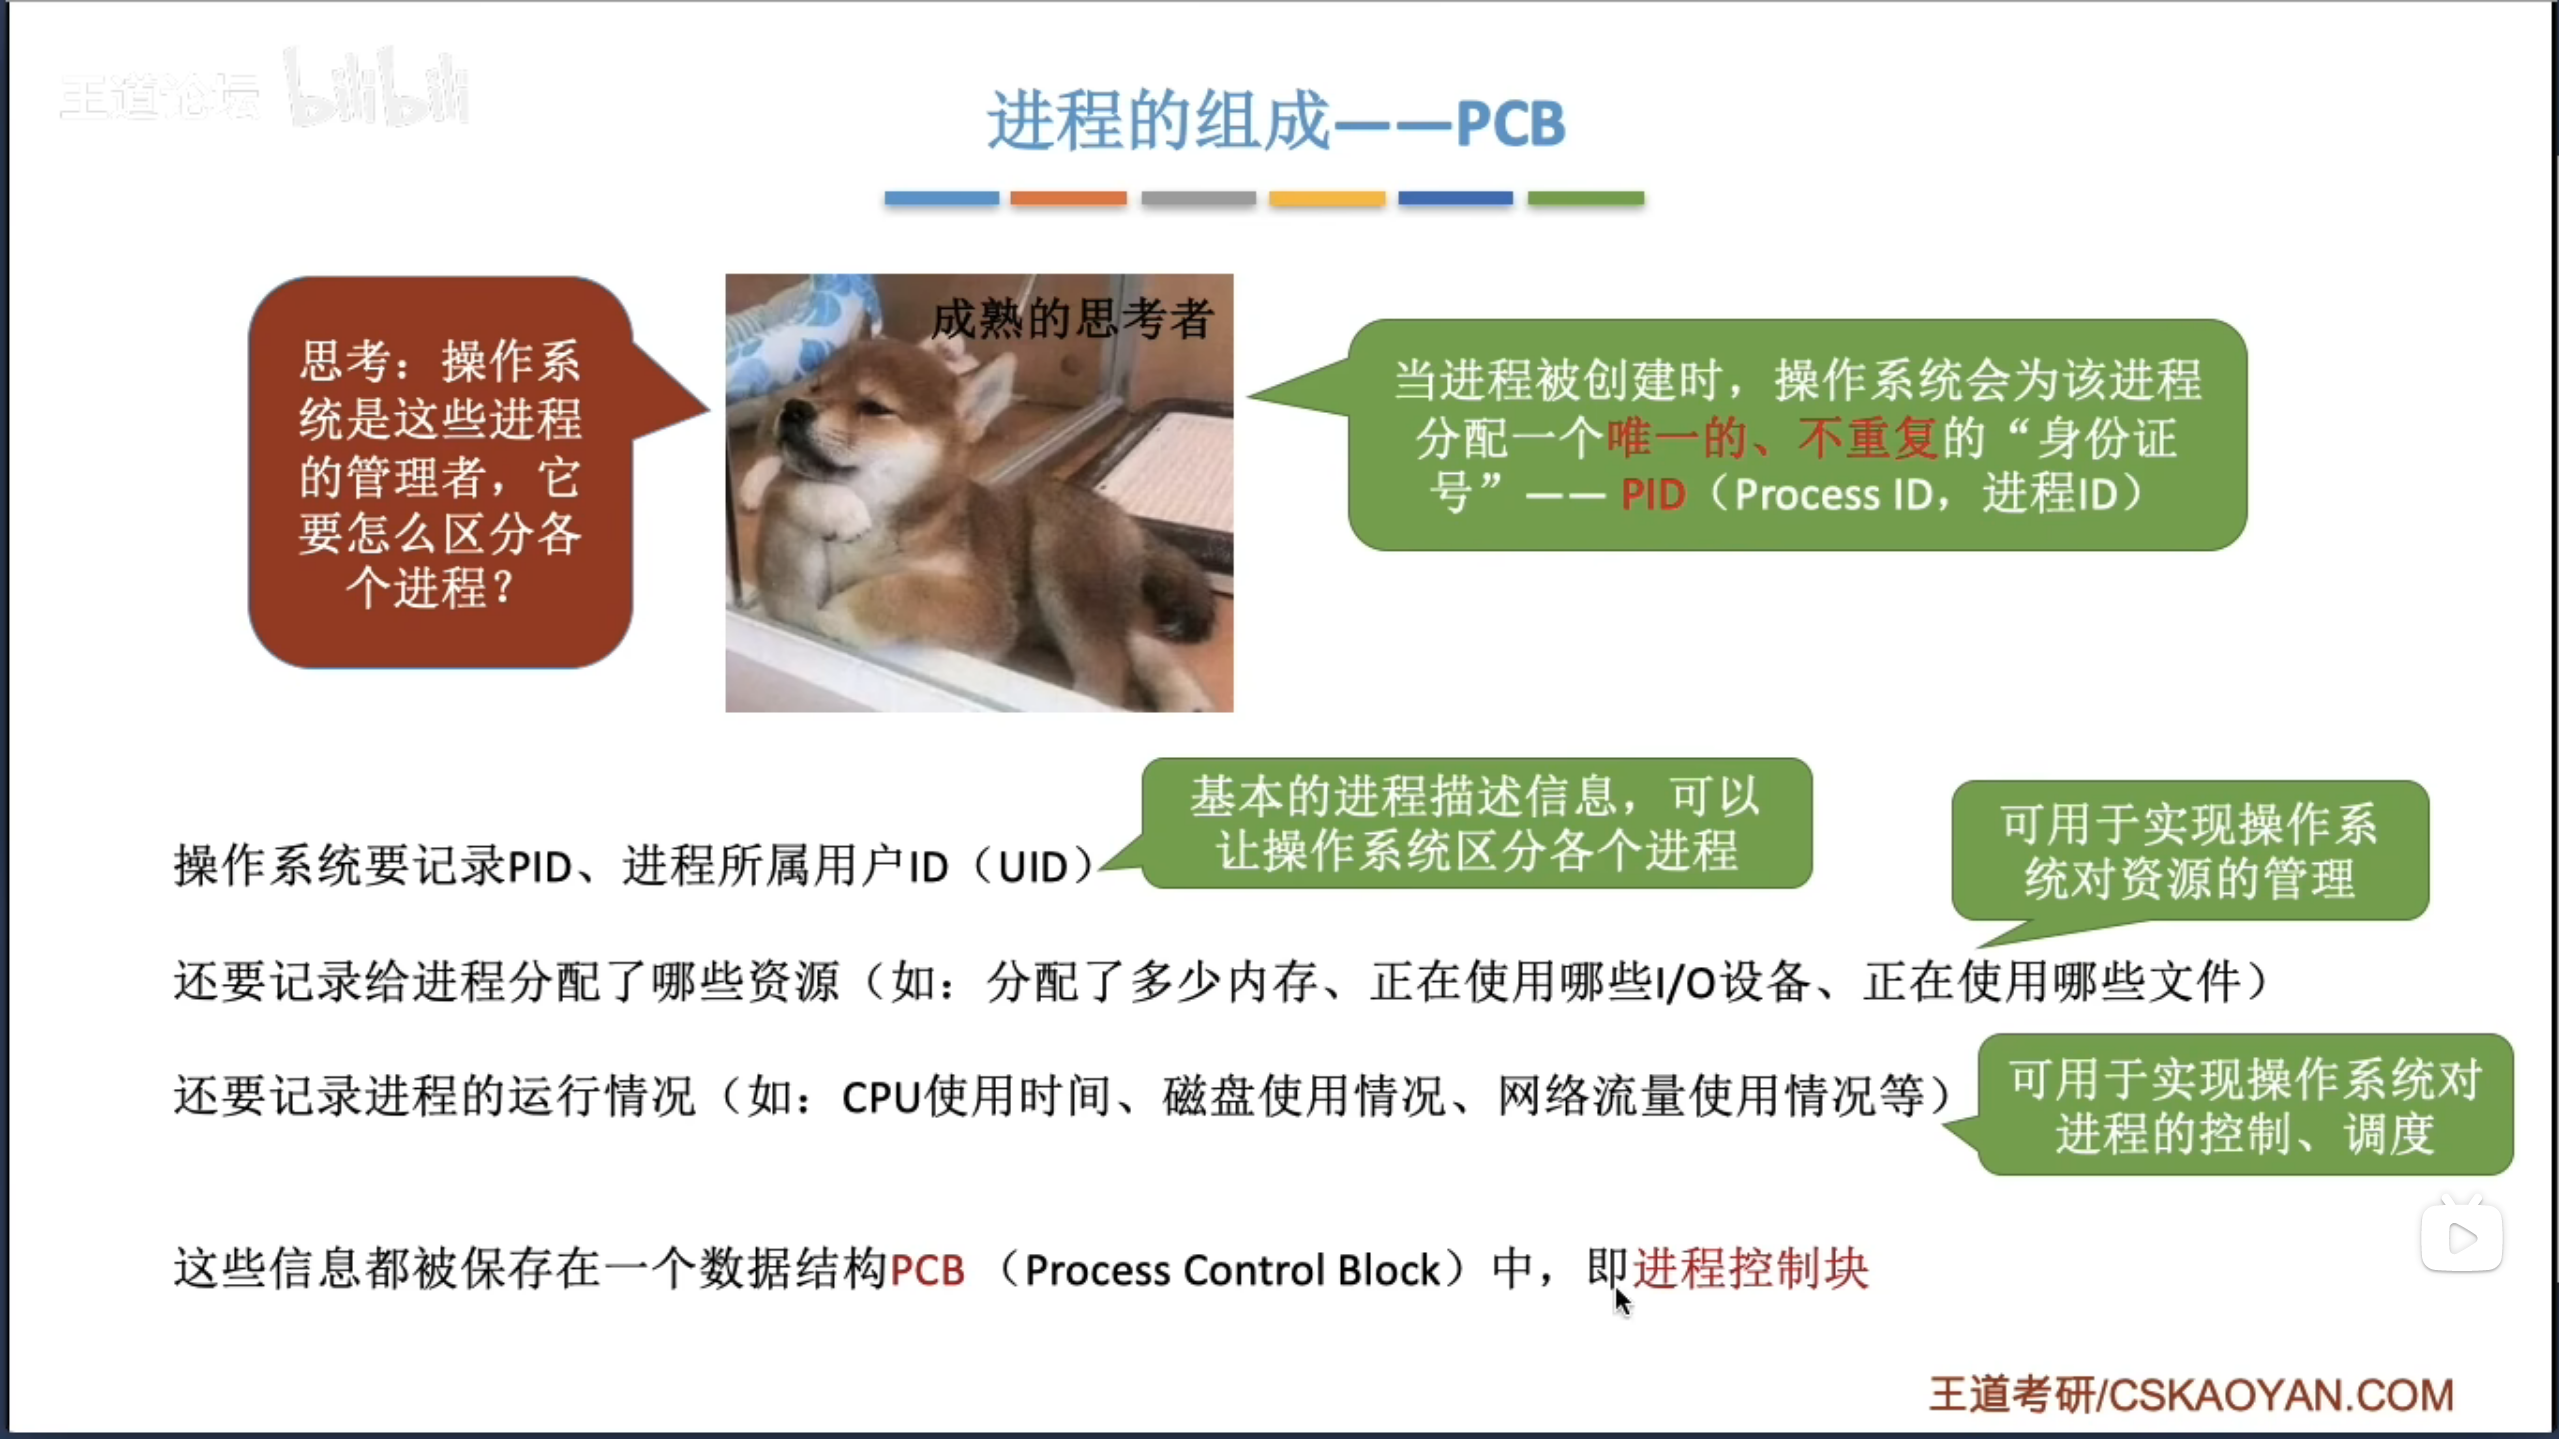 王道论坛 bilibili
进程的组成——PCB
思考：操作系
统是这些进程
的管理者，它
要怎么区分各
个进程？
成熟的思考者
当进程被创建时，操作系统会为该进程
分配一个唯一的、不重复的“身份证
号”—— PID（Process ID，进程ID）
基本的进程描述信息，可以
让操作系统区分各个进程
操作系统要记录PID、进程所属用户ID（UID）
可用于实现操作系
统对资源的管理
还要记录给进程分配了哪些资源（如：分配了多少内存、正在使用哪些I/O设备、正在使用哪些文件）
还要记录进程的运行情况（如：CPU使用时间、磁盘使用情况、网络流量使用情况等）
可用于实现操作系统对
进程的控制、调度
这些信息都被保存在一个数据结构PCB （Process Control Block）中，即进程控制块
王道考研/CSKAOYAN.COM